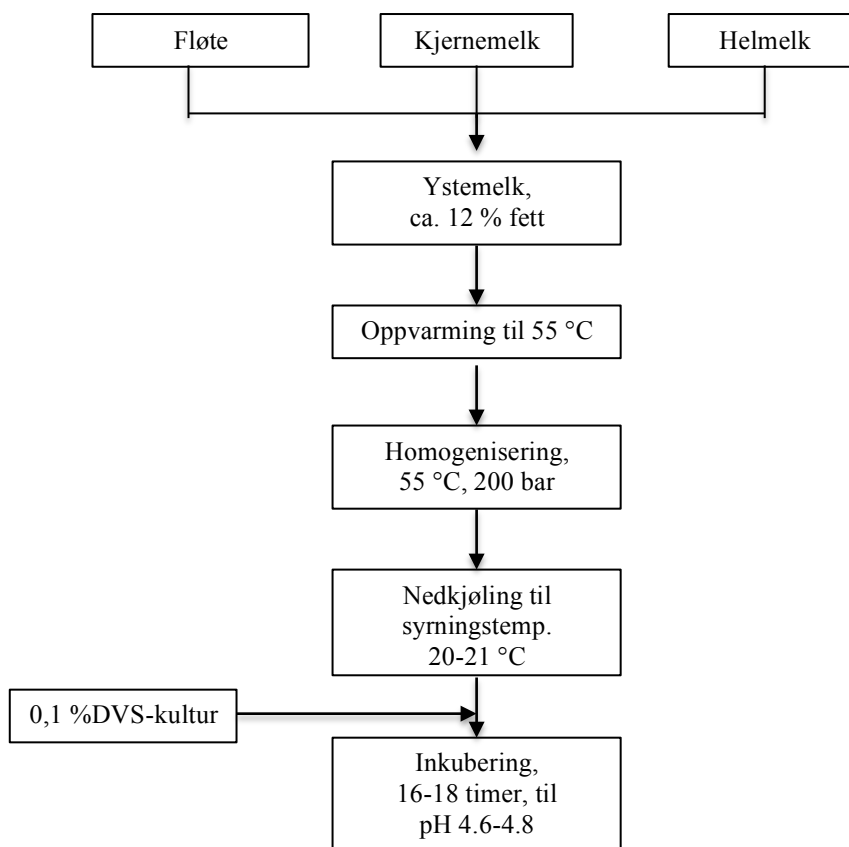 Fløte
Kjernemelk
Helmelk
Ystemelk,
ca. 12 % fett
Oppvarming til 55 °C
Homogenisering,
55 °C, 200 bar
Nedkjøling til
syrningstemp.
20-21 °C
0,1 %DVS-kultur
Inkubering,
16-18 timer, til
pH 4.6-4.8